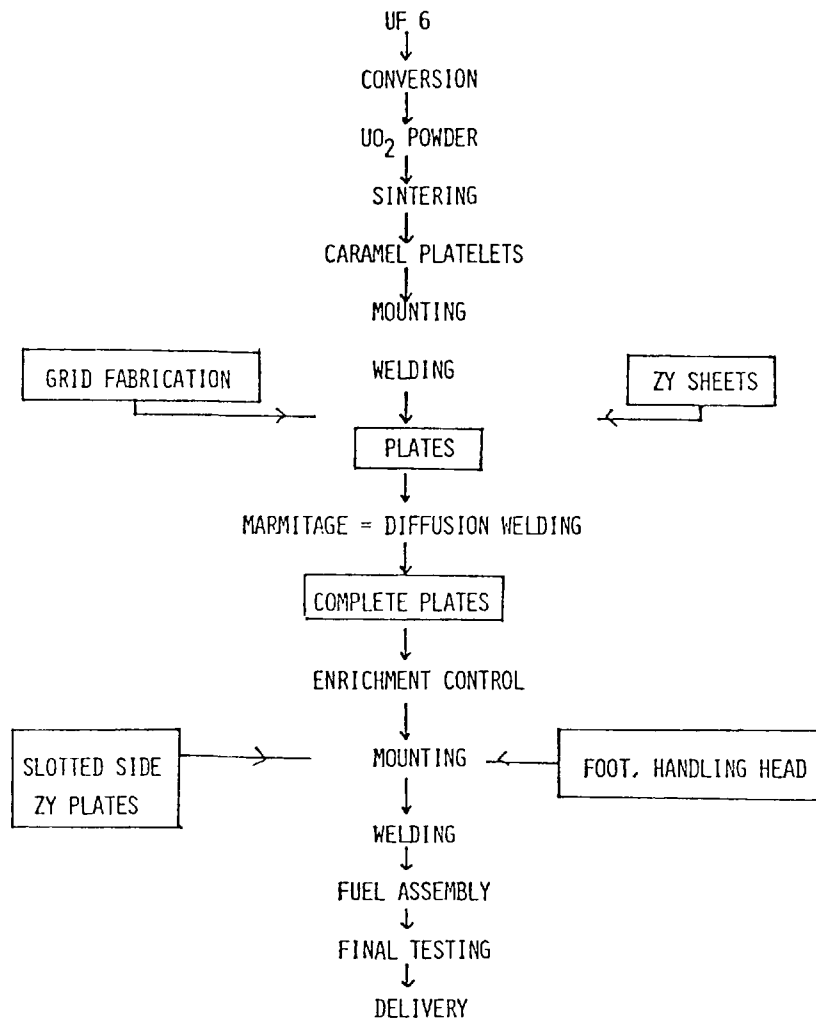 UF 6
CONVERSION
UO2 POWDER
SINTERING
CARAMEL PLATELETS
MOUNTING
GRID FABRICATION
WELDING
ZY SHEETS
PLATES
MARMITAGE = DIFFUSION WELDING
COMPLETE PLATES
ENRICHMENT CONTROL
SLOTTED SIDE
ZY PLATES
MOUNTING
FOOT, HANDLING HEAD
WELDING
FUEL ASSEMBLY
FINAL TESTING
DELIVERY